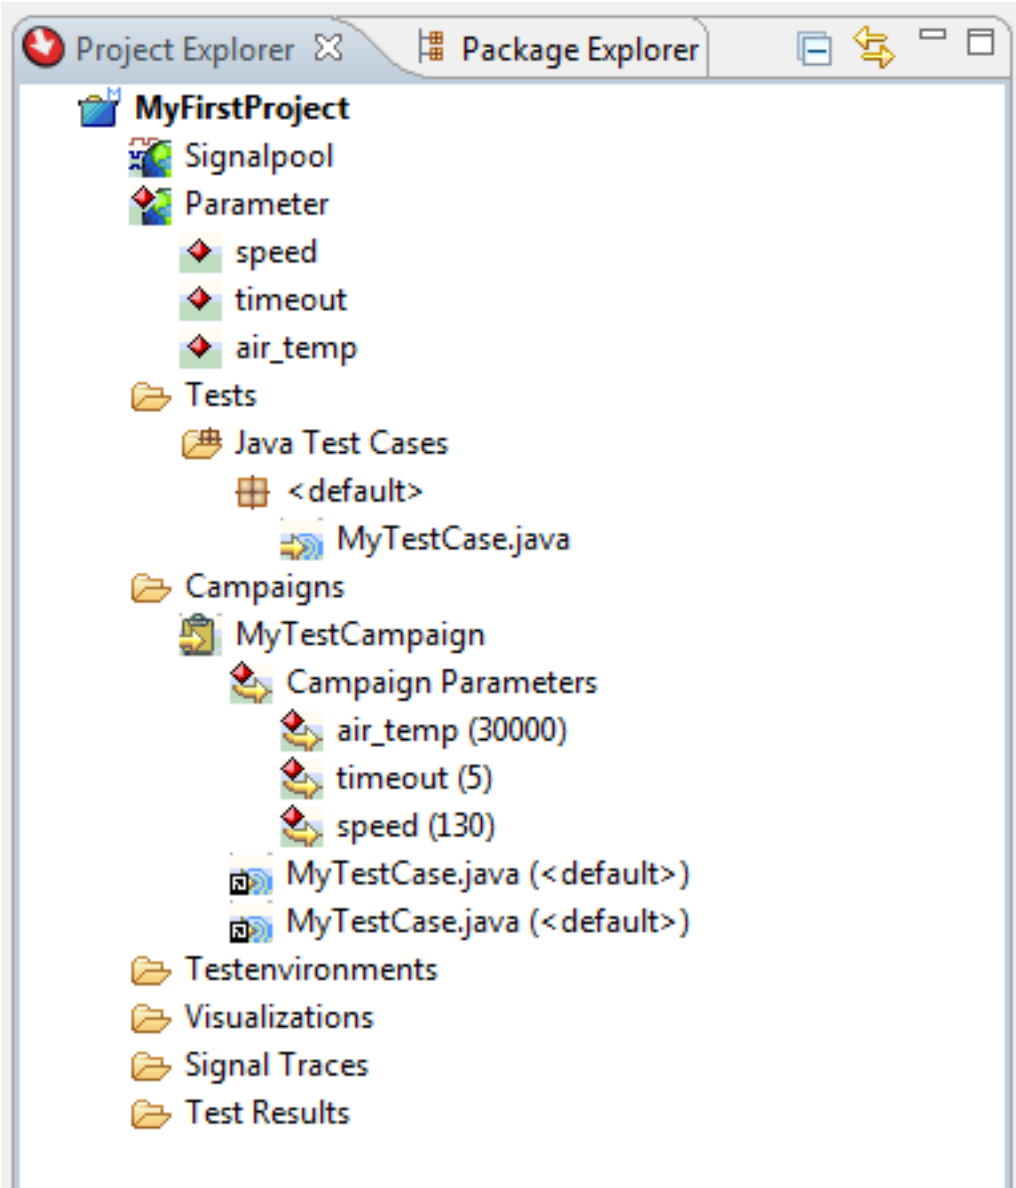 Project Explorer Package Explorer
MyFirstProject
Signalpool
Parameter
speed
timeout
air_temp
Tests
Java Test Cases
<default>
MyTestCase.java
Campaigns
MyTestCampaign
Campaign Parameters
air_temp (30000)
timeout (5)
speed (130)
MyTestCase.java (<default>)
MyTestCase.java (<default>)
Testenvironments
Visualizations
Signal Traces
Test Results